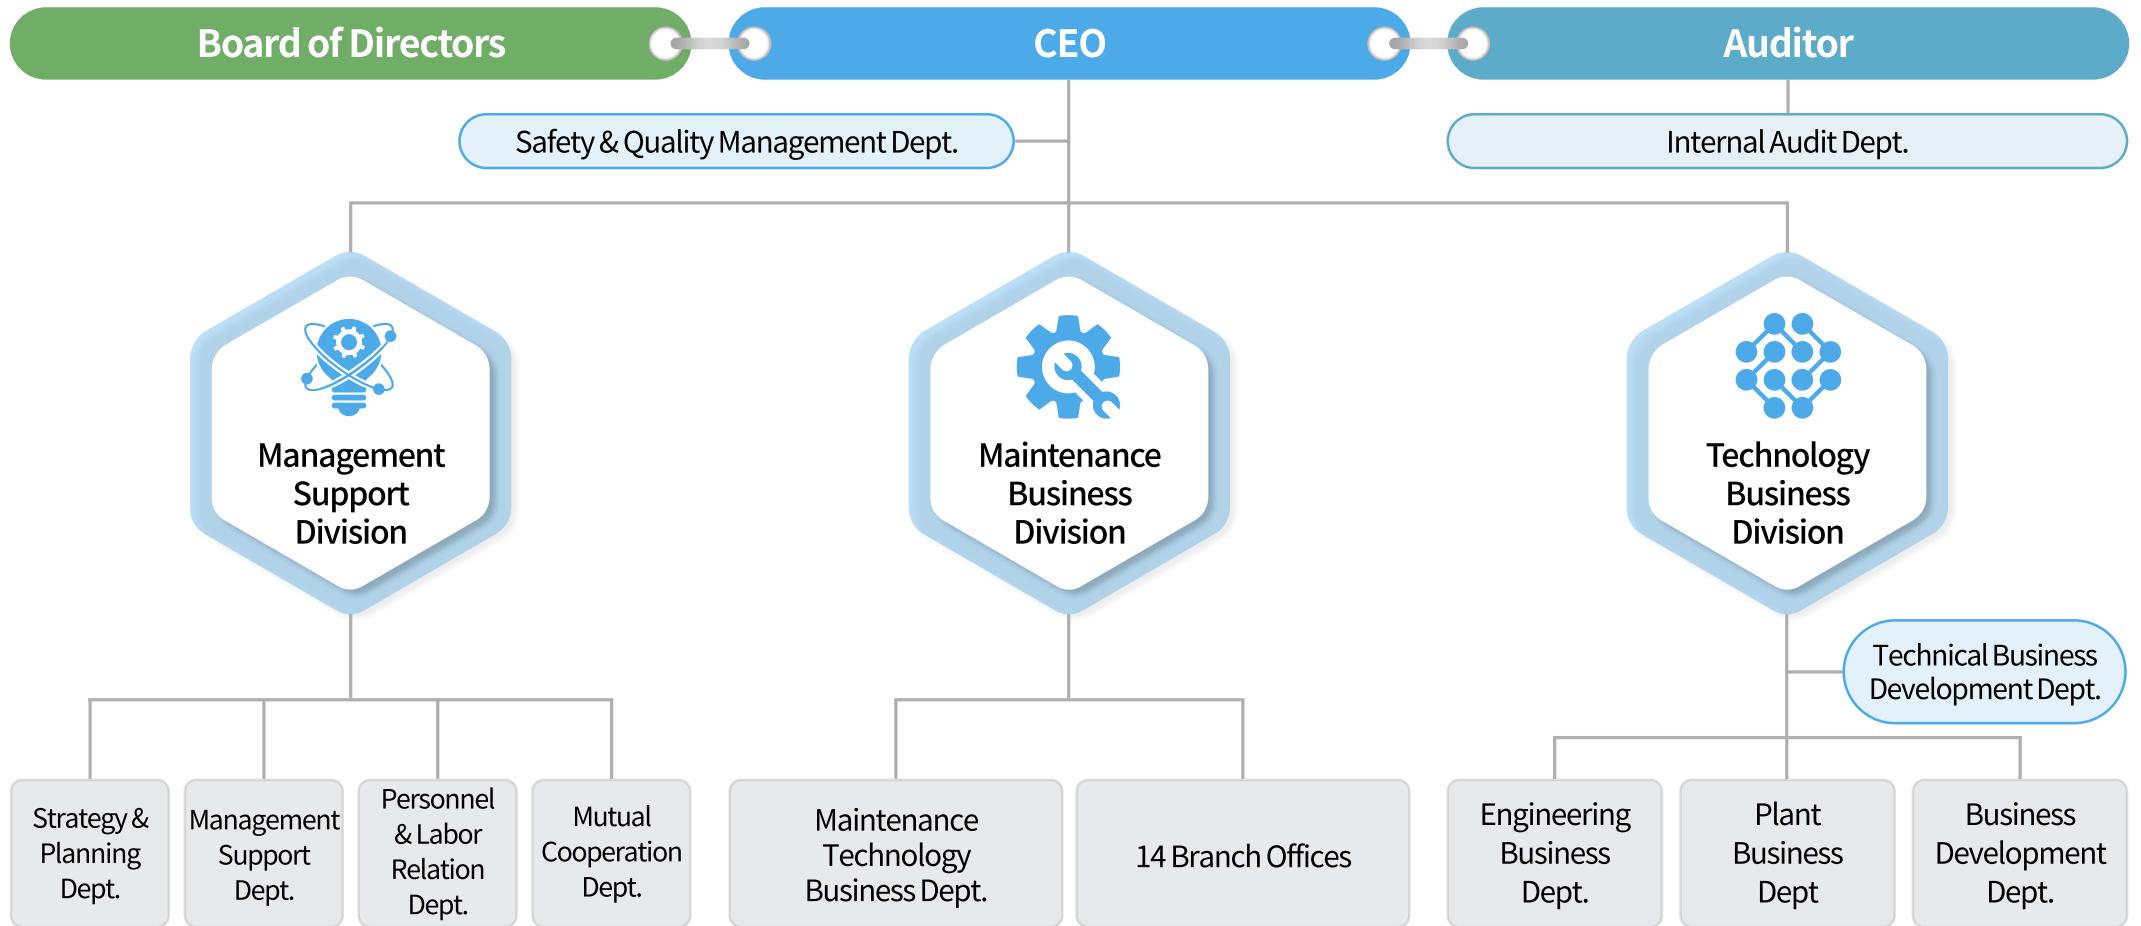 Board of Directors
CEO
Auditor
Safety & Quality Management Dept.
Internal Audit Dept.
Management
Support
Division
Maintenance
Business
Division
Technology
Business
Division
Technical Business
Development Dept.
Strategy &
Planning
Dept.
Management
Support
Dept.
Personnel
& Labor
Relation
Dept.
Mutual
Cooperation
Dept.
Maintenance
Technology
Business Dept.
14 Branch Offices
Engineering
Business
Dept.
Plant
Business
Dept
Business
Development
Dept.